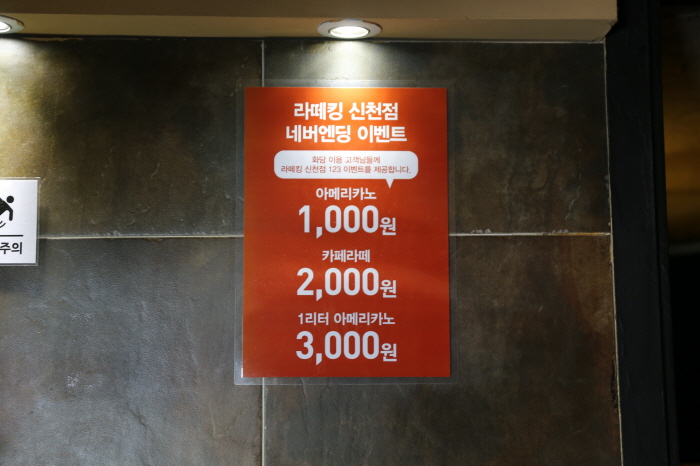 라떼킹 신천점
네버엔딩 이벤트
화담 이용 고객님들께
라떼킹 신천점 123 이벤트를 제공합니다.
아메리카노
1,000원
카페라떼
2,000원
1리터 아메리카노
3,000원
주의